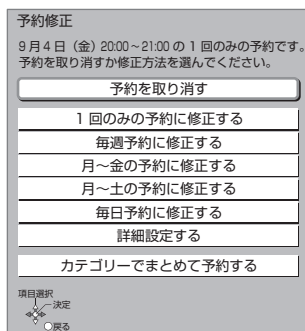 予約修正
9月4日（金）20:00~21:00の1回のみの予約です。
予約を取り消すか修正方法を選んでください。
予約を取り消す
1回のみの予約に修正する
毎週予約に修正する
月〜金の予約に修正する
月〜土の予約に修正する
毎日予約に修正する
詳細設定する
カテゴリーでまとめて予約する
項目選択
決定
戻る